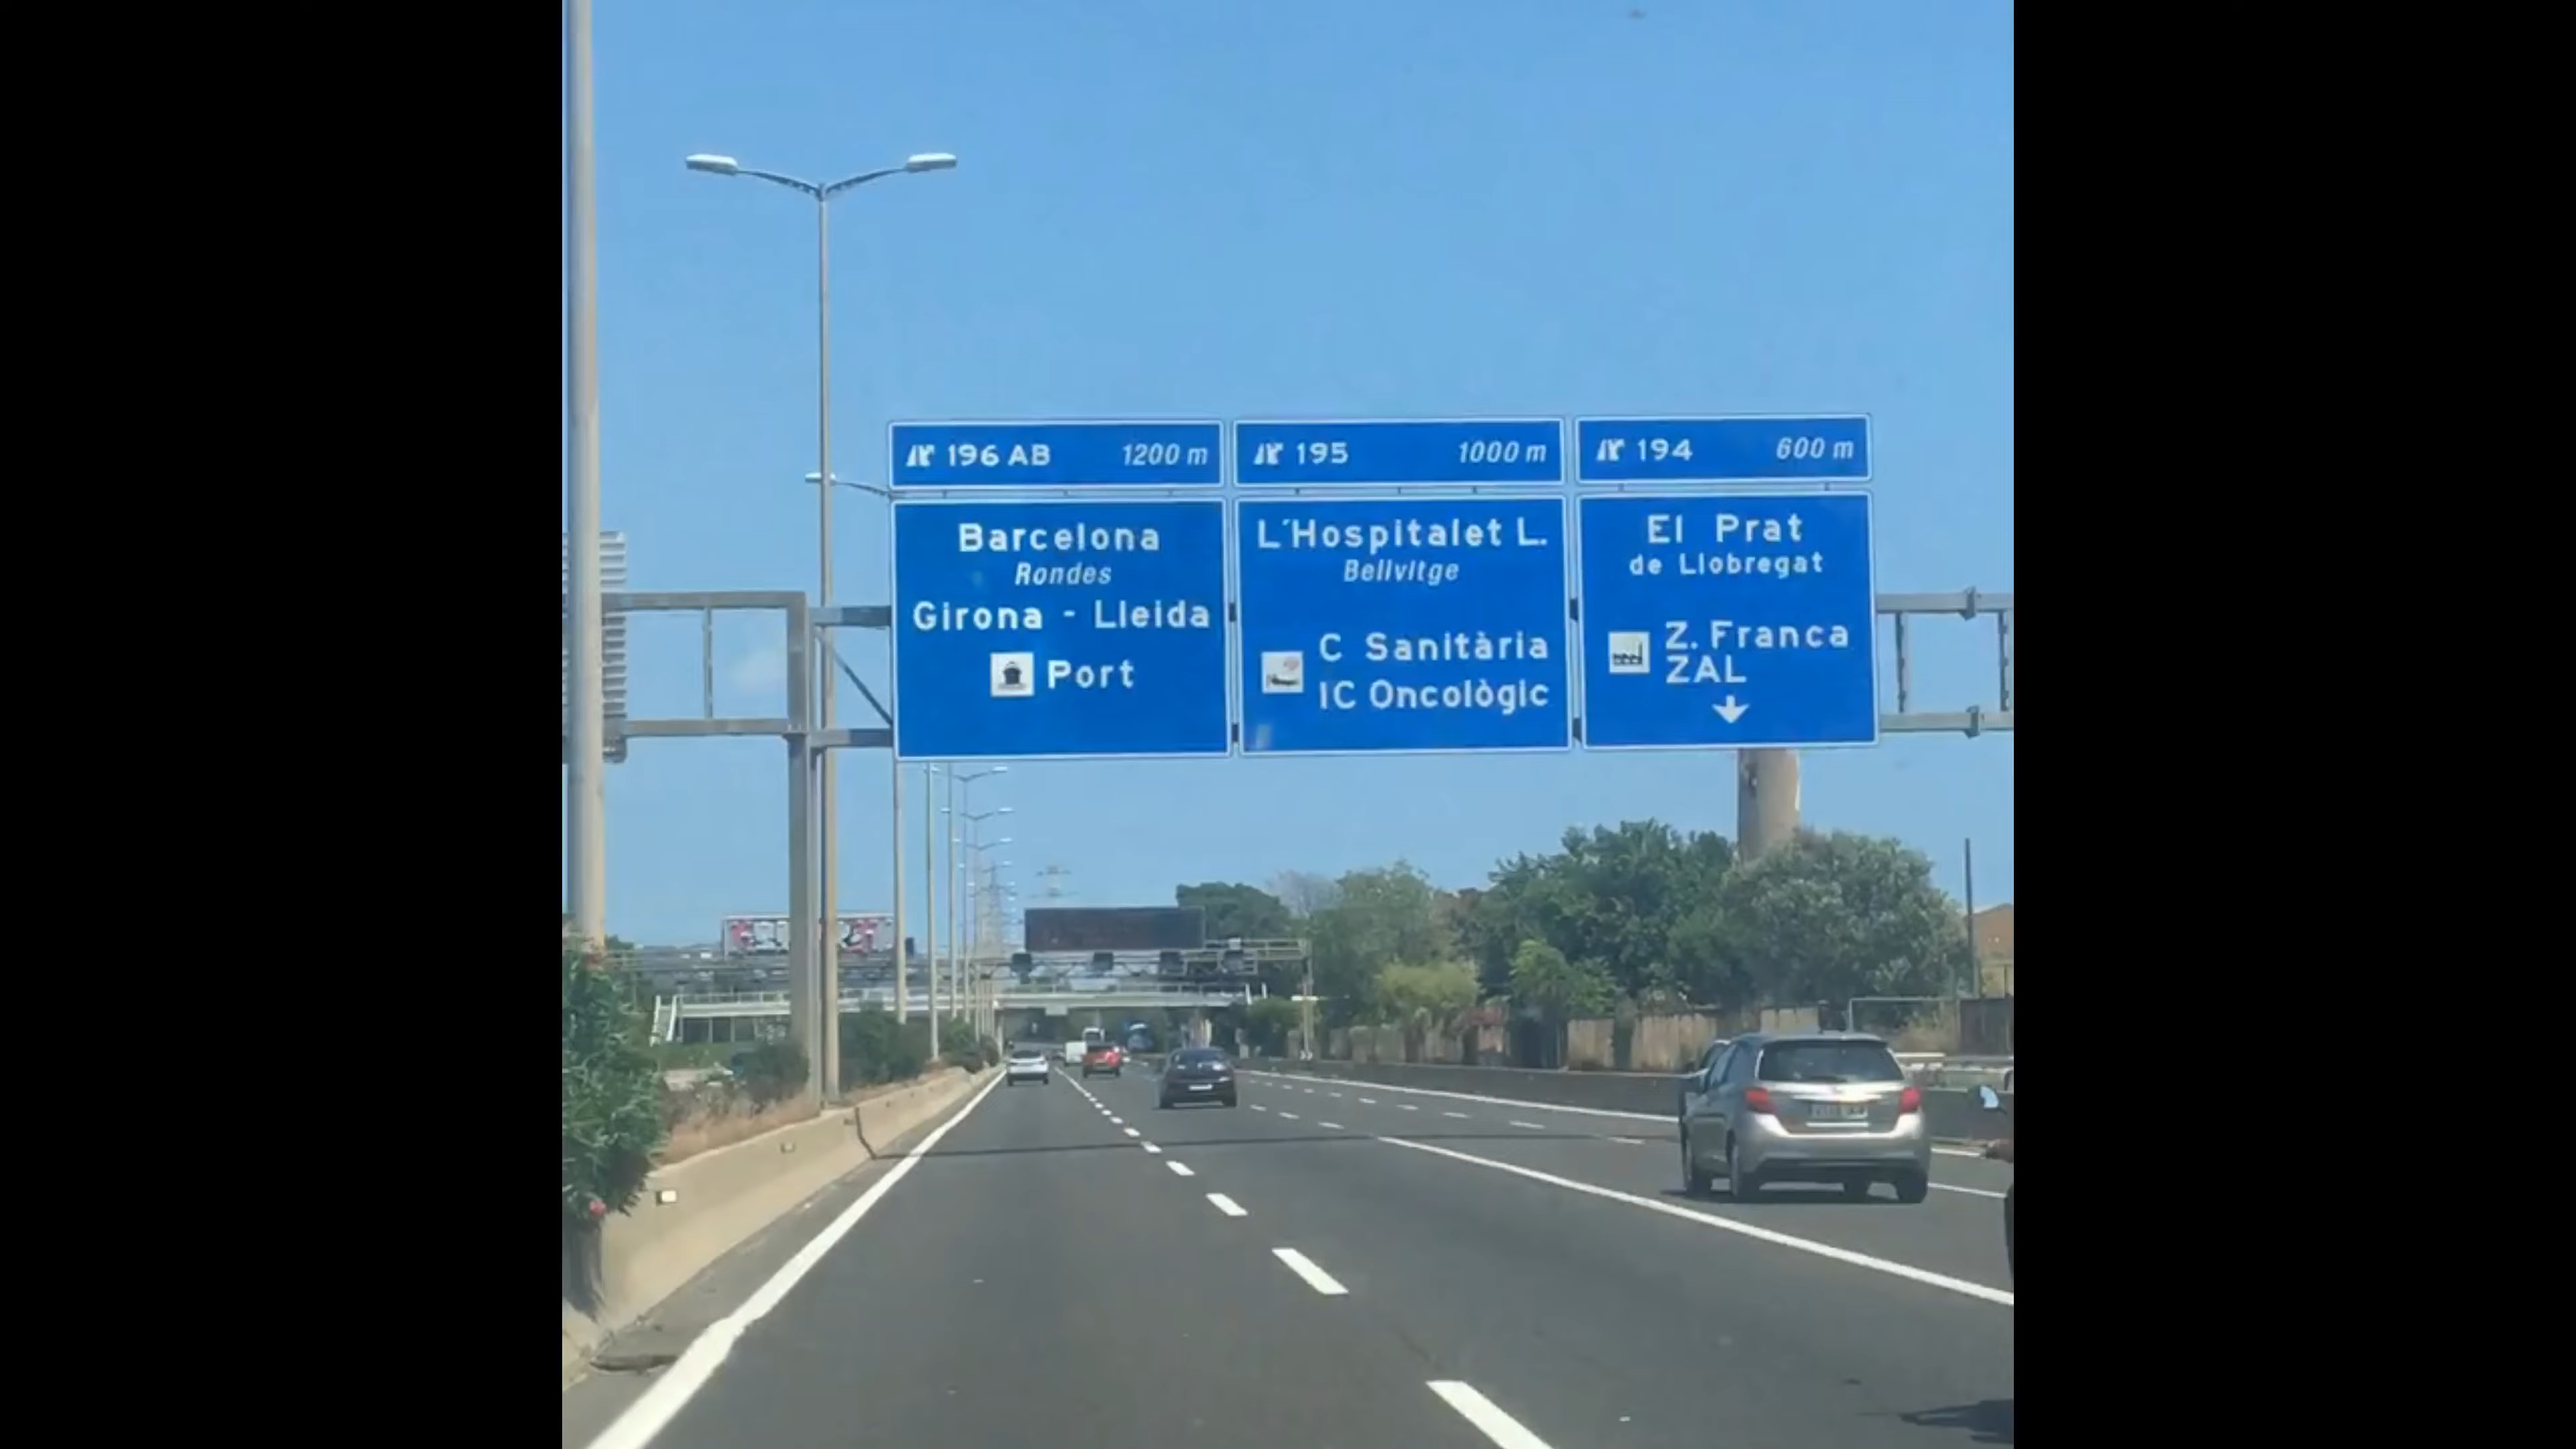 196 AB 1200 m
Barcelona
Rondes
Girona - Lleida
Port
195 1000 m
L'Hospitalet L.
Bellvitge
C Sanitària
IC Oncològic
194 600 m
El Prat
de Llobregat
Z. Franca
ZAL